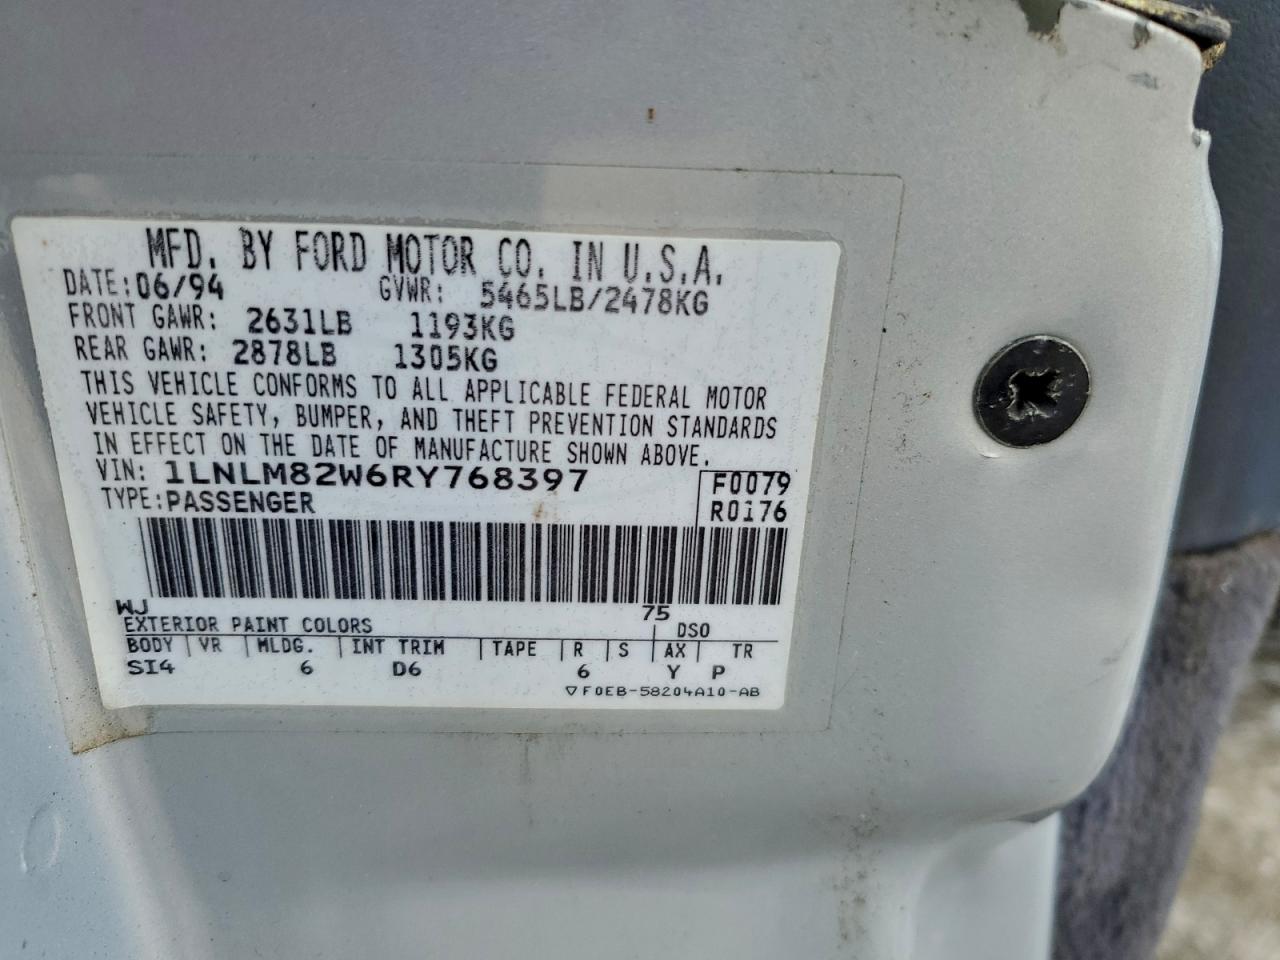 MFD. BY FORD MOTOR CO. IN U.S.A.
DATE: 06/94 GVWR: 5465LB/2478KG
FRONT GAWR: 2631LB 1193KG
REAR GAWR: 2878LB 1305KG
THIS VEHICLE CONFORMS TO ALL APPLICABLE FEDERAL MOTOR
VEHICLE SAFETY, BUMPER, AND THEFT PREVENTION STANDARDS
IN EFFECT ON THE DATE OF MANUFACTURE SHOWN ABOVE.
VIN: 1LNLM82W6RY768397 F0079
TYPE: PASSENGER R0176
WJ 75
EXTERIOR PAINT COLORS DSO
BODY VR MLDG. INT TRIM TAPE R S AX TR
SI4 6 D6 6 Y P
▽ F0EB-58204A10-AB